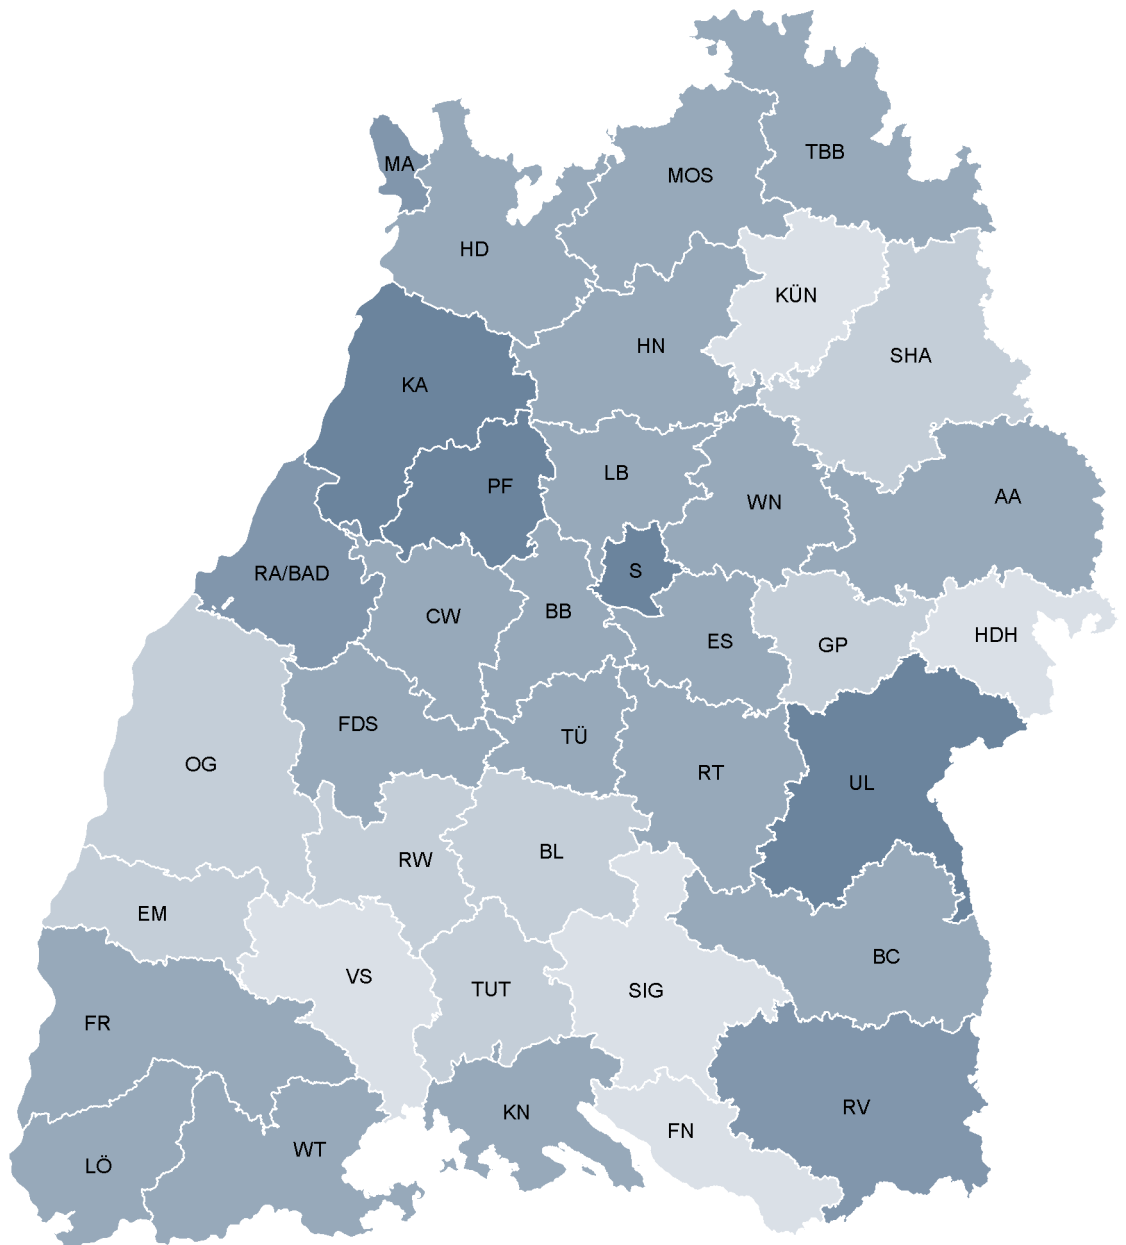 TBB
MA
MOS
HD
KÜN
HN
SHA
KA
LB
PF
WN
AA
S
RA/BAD
BB
CW
ES
HDH
GP
FDS
TÜ
OG
RT
UL
BL
RW
EM
BC
VS
TUT
SIG
FR
RV
KN
FN
WT
LÖ